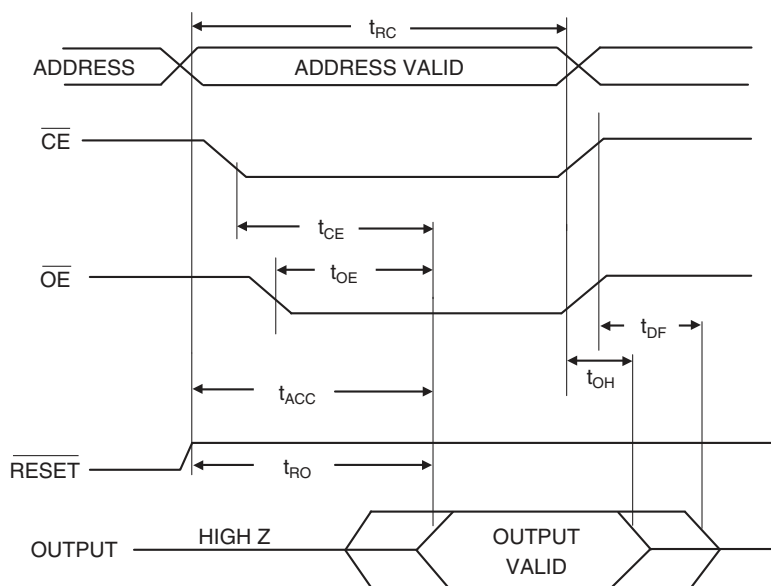 tRC
ADDRESS
ADDRESS VALID
CE
tCE
tOE
OE
tDF
tOH
tACC
RESET
tRO
OUTPUT
HIGH Z
OUTPUT
VALID